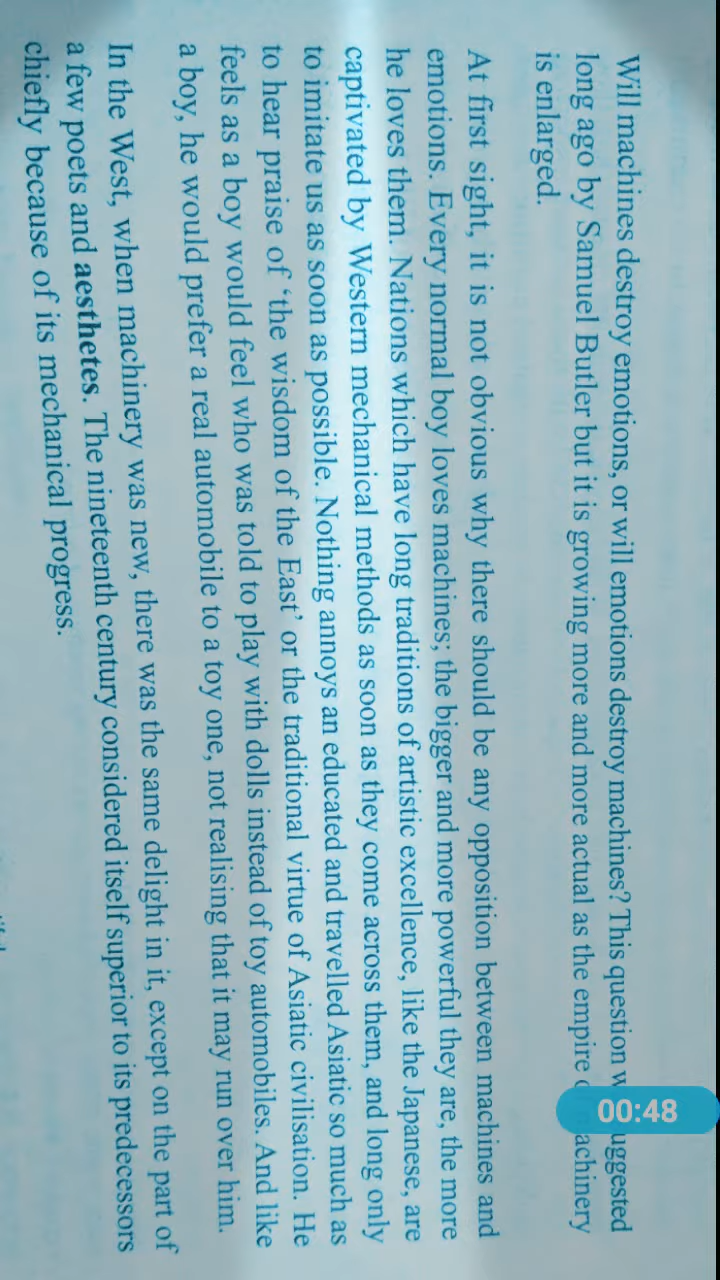 Will machines destroy emotions, or will emotions destroy machines? This question uggested
long ago by Samuel Butler but it is growing more and more actual as the empire achinery
is enlarged.
At first sight, it is not obvious why there should be any opposition between machines and
emotions. Every normal boy loves machines; the bigger and more powerful they are, the more
he loves them. Nations which have long traditions of artistic excellence, like the Japanese, are
captivated by Western mechanical methods as soon as they come across them, and long only
to imitate us as soon as possible. Nothing annoys an educated and travelled Asiatic so much as
to hear praise of 'the wisdom of the East' or the traditional virtue of Asiatic civilisation. He
feels as a boy would feel who was told to play with dolls instead of toy automobiles. And like
a boy, he would prefer a real automobile to a toy one, not realising that it may run over him.
In the West, when machinery was new, there was the same delight in it, except on the part of
a few poets and aesthetes. The nineteenth century considered itself superior to its predecessors
chiefly because of its mechanical progress.
00:48